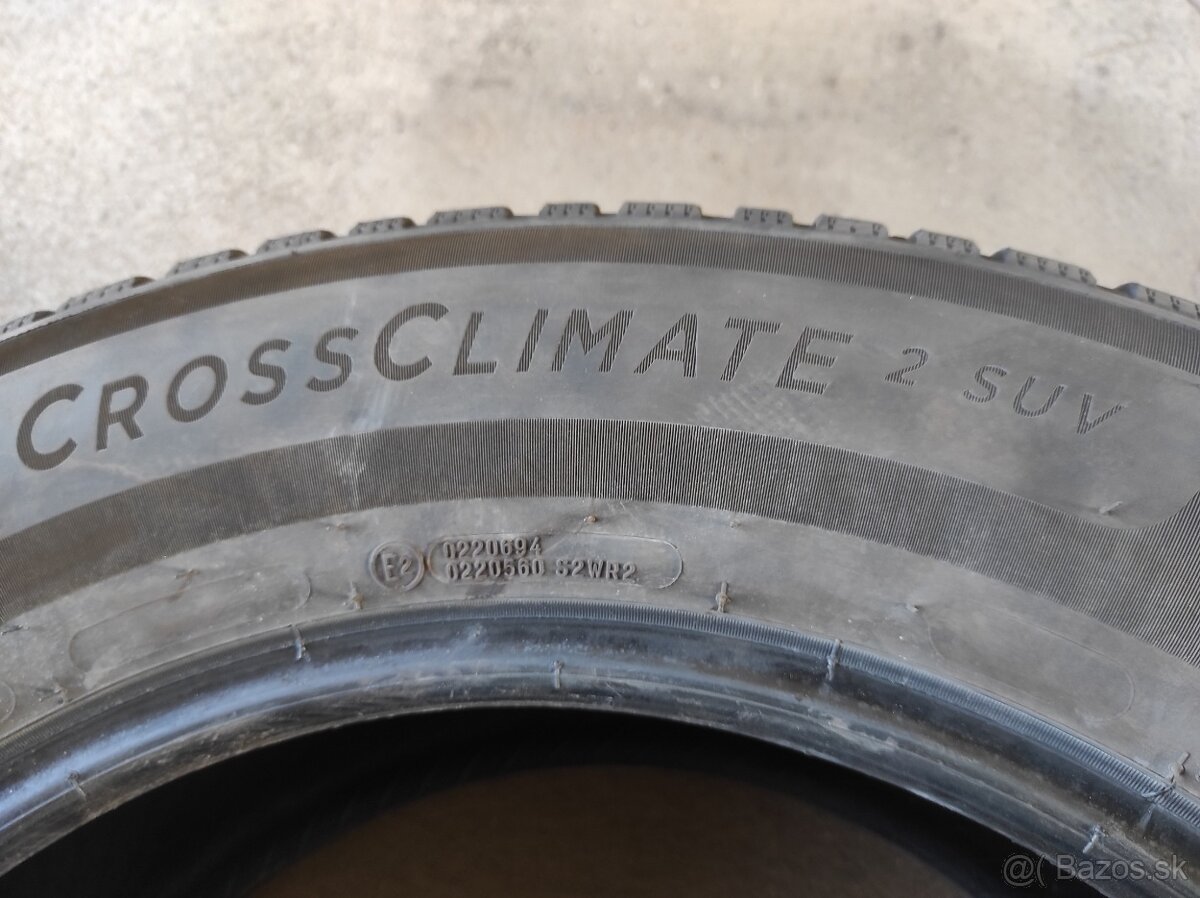 CROSSCLIMATE 2 SUV
E2 0220694
0220560 S2WR2
@( Bazos.sk